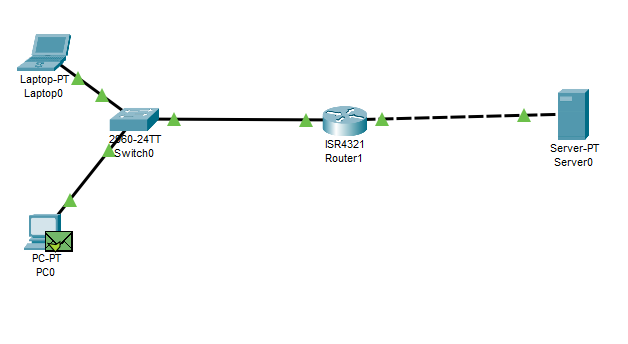 Laptop-PT
Laptop0
2960-24TT
Switch0
ISR4321
Router1
Server-PT
Server0
PC-PT
PC0